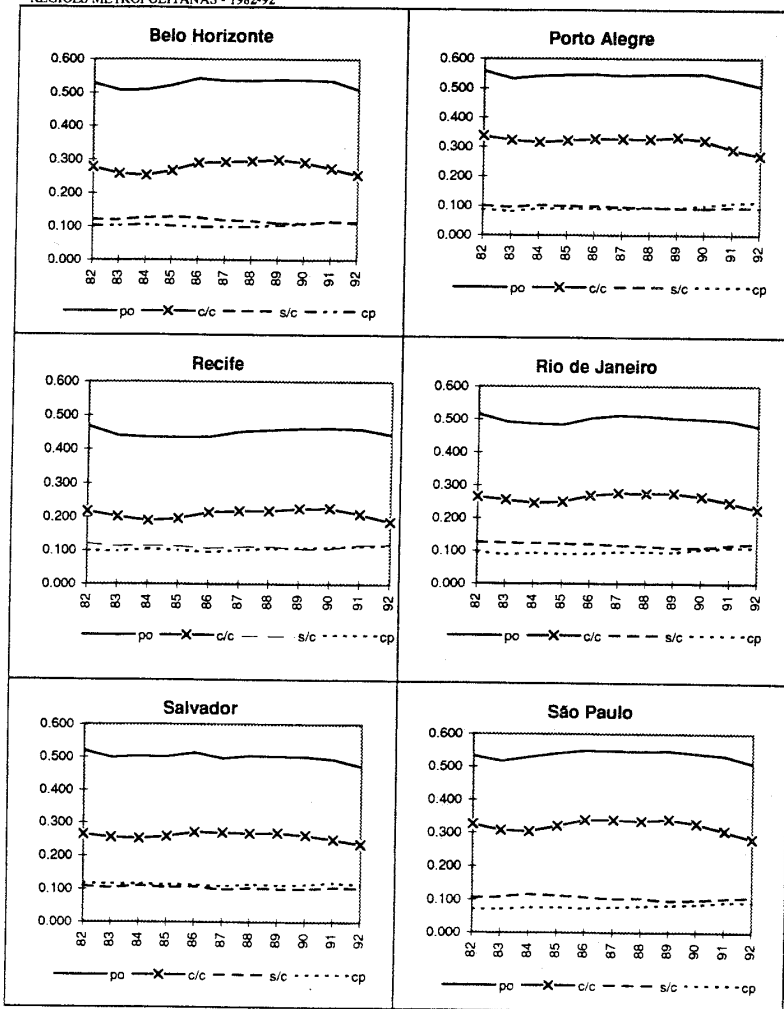 REGIÕES METROPOLITANAS - 1982-92
Belo Horizonte
0.600
0.500
0.400
0.300
0.200
0.100
0.000
82 83 84 85 86 87 88 89 90 91 92
po c/c s/c cp
Porto Alegre
0.600
0.500
0.400
0.300
0.200
0.100
0.000
82 83 84 85 86 87 88 89 90 91 92
po c/c s/c cp
Recife
0.600
0.500
0.400
0.300
0.200
0.100
0.000
82 83 84 85 86 87 88 89 90 91 92
po c/c s/c cp
Rio de Janeiro
0.600
0.500
0.400
0.300
0.200
0.100
0.000
82 83 84 85 86 87 88 89 90 91 92
po c/c s/c cp
Salvador
0.600
0.500
0.400
0.300
0.200
0.100
0.000
82 83 84 85 86 87 88 89 90 91 92
po c/c s/c cp
São Paulo
0.600
0.500
0.400
0.300
0.200
0.100
0.000
82 83 84 85 86 87 88 89 90 91 92
po c/c s/c cp